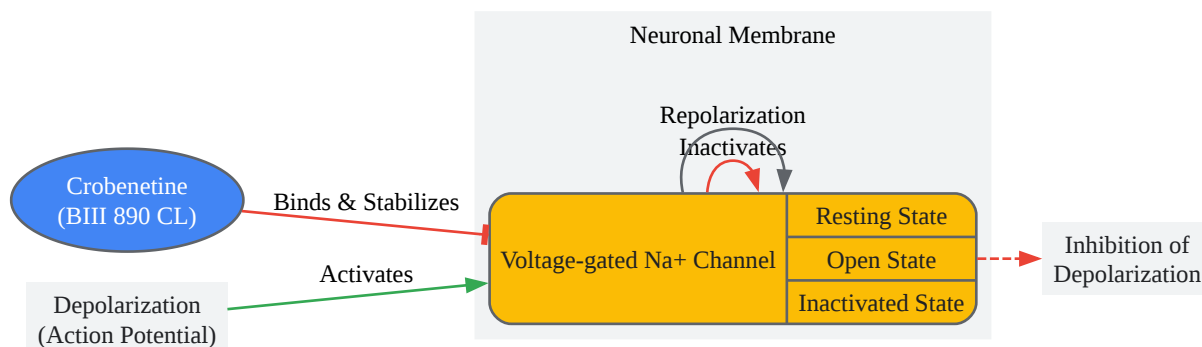 Neuronal Membrane
Repolarization
Inactivates
Crobenetine
(BIII 890 CL)
Binds & Stabilizes
Activates
Depolarization
(Action Potential)
Voltage-gated Na+ Channel
Resting State
Open State
Inactivated State
Inhibition of
Depolarization